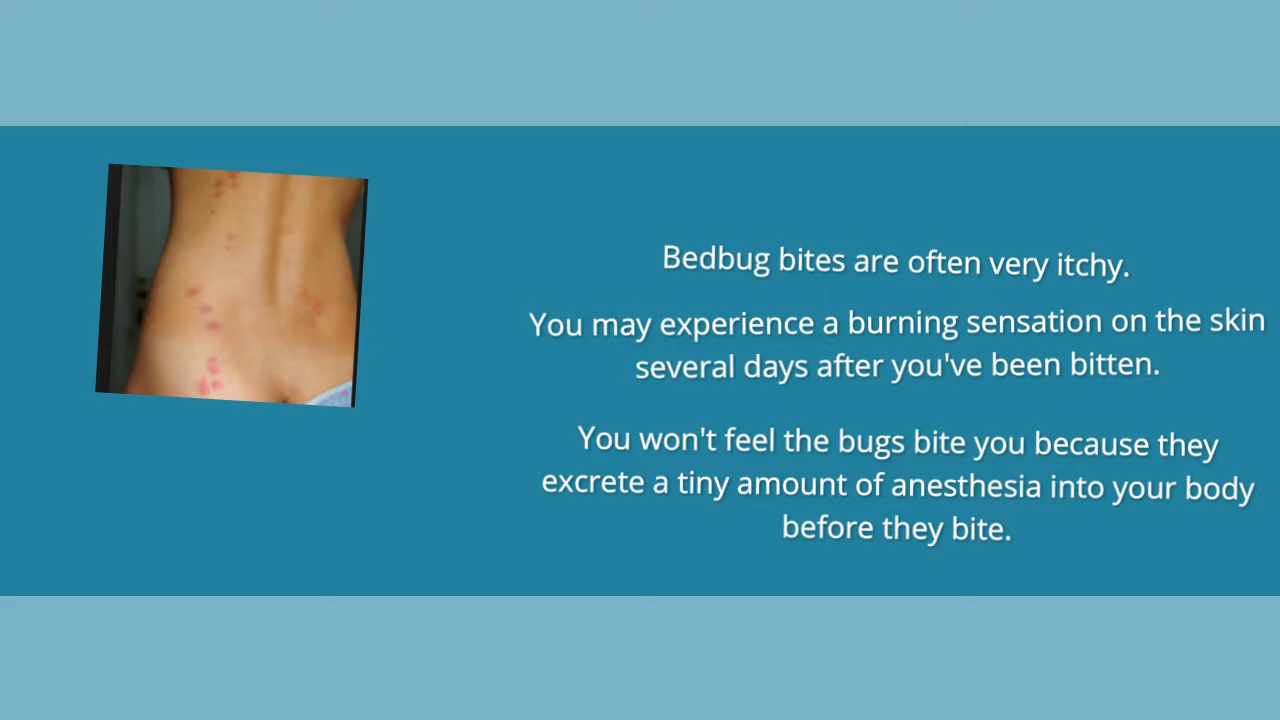 Bedbug bites are often very itchy.
You may experience a burning sensation on the skin
several days after you've been bitten.
You won't feel the bugs bite you because they
excrete a tiny amount of anesthesia into your body
before they bite.